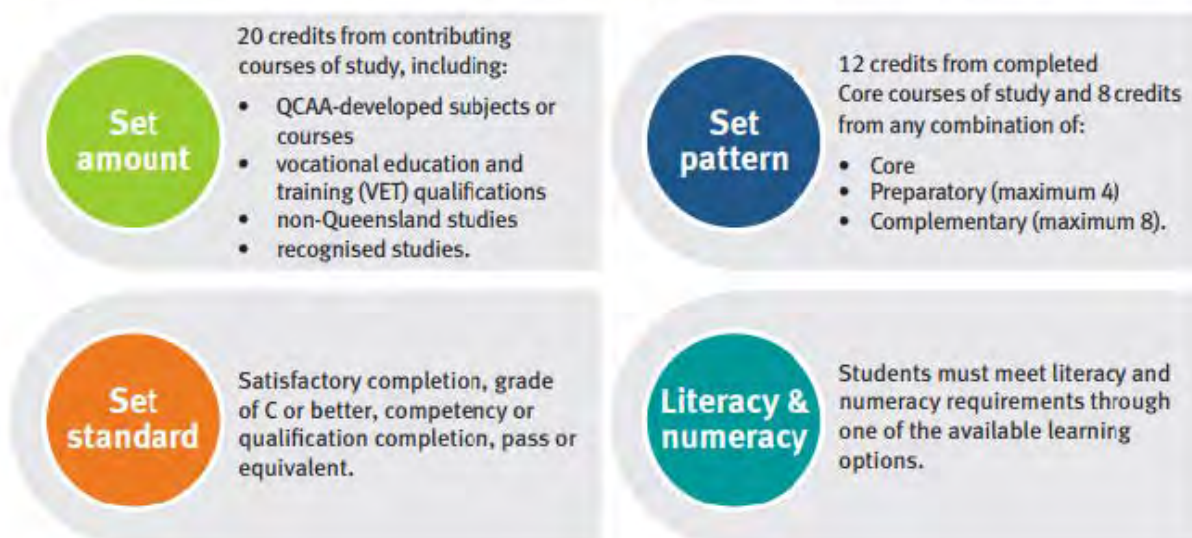 Set
amount
20 credits from contributing
courses of study, including:
• QCAA-developed subjects or
courses
• vocational education and
training (VET) qualifications
• non-Queensland studies
• recognised studies.
Set
pattern
12 credits from completed
Core courses of study and 8 credits
from any combination of:
• Core
• Preparatory (maximum 4)
• Complementary (maximum 8).
Set
standard
Satisfactory completion, grade
of C or better, competency or
qualification completion, pass or
equivalent.
Literacy &
numeracy
Students must meet literacy and
numeracy requirements through
one of the available learning
options.